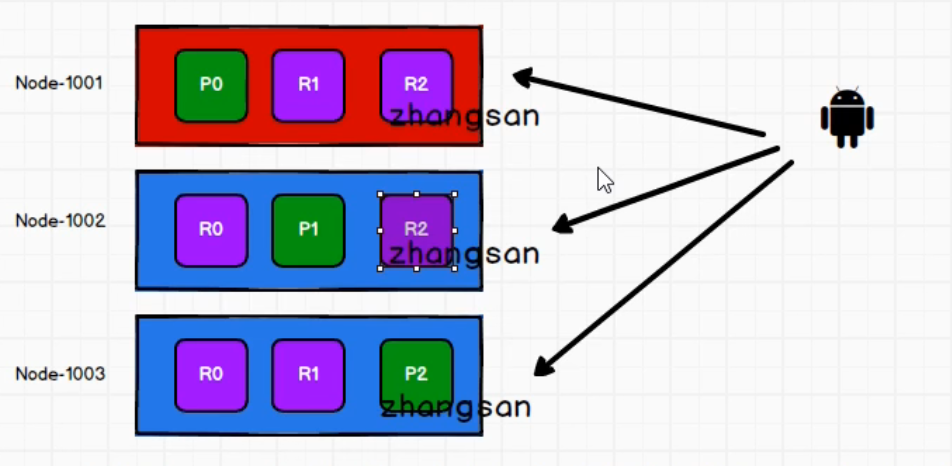 Node-1001
P0 R1 R2
zhangsan
Node-1002
R0 P1 R2
zhangsan
Node-1003
R0 R1 P2
zhangsan